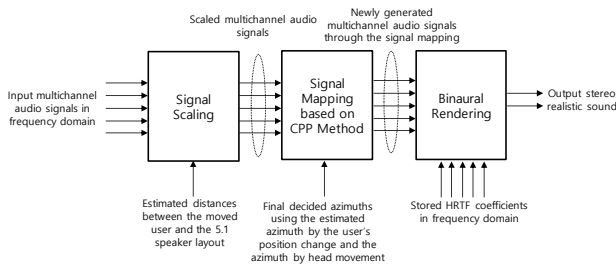 Scaled multichannel audio
signals
Newly generated
multichannel audio signals
through the signal mapping
Input multichannel
audio signals in
frequency domain
Signal
Scaling
Signal
Mapping
based on
CPP Method
Binaural
Rendering
Output stereo
realistic sound
Estimated distances
between the moved
user and the 5.1
speaker layout
Final decided azimuths
using the estimated
azimuth by the user's
position change and the
azimuth by head movement
Stored HRTF coefficients
in frequency domain